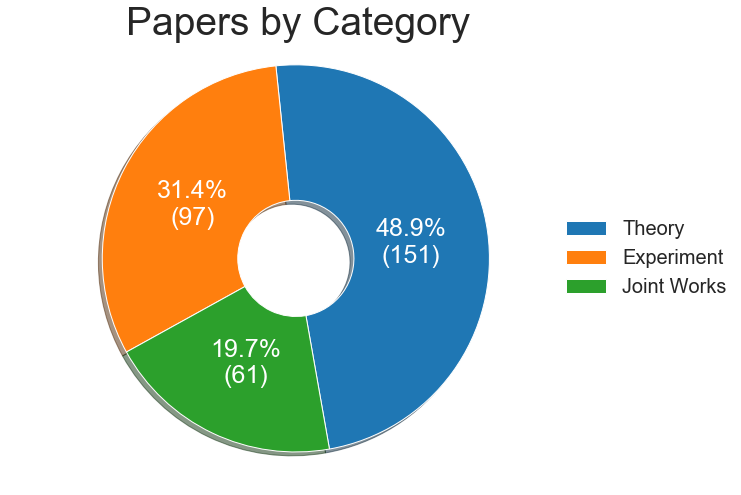 Papers by Category
31.4%
(97)
48.9%
(151)
19.7%
(61)
Theory
Experiment
Joint Works